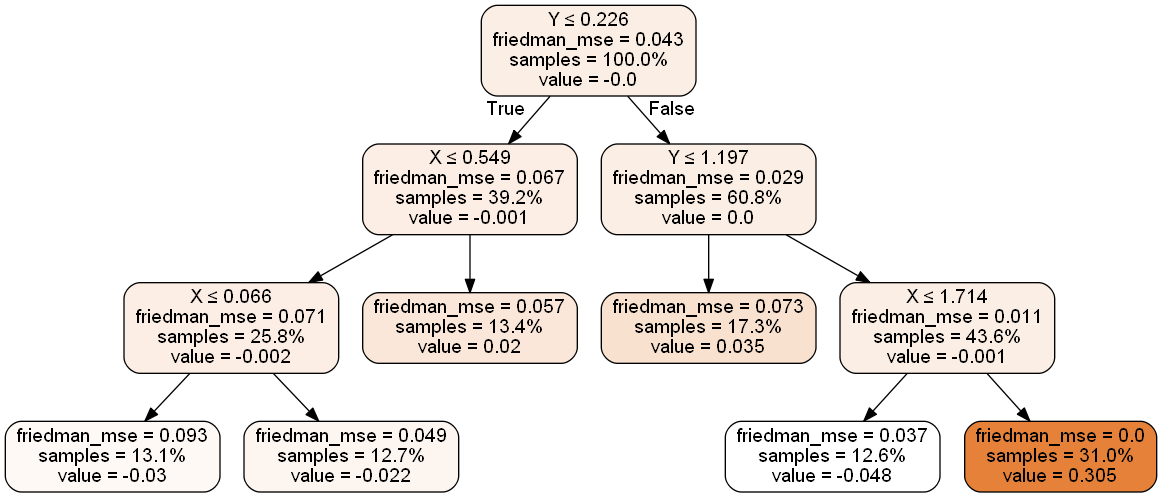 Y ≤ 0.226
friedman_mse = 0.043
samples = 100.0%
value = -0.0
True
False
X ≤ 0.549
friedman_mse = 0.067
samples = 39.2%
value = -0.001
Y ≤ 1.197
friedman_mse = 0.029
samples = 60.8%
value = 0.0
X ≤ 0.066
friedman_mse = 0.071
samples = 25.8%
value = -0.002
friedman_mse = 0.057
samples = 13.4%
value = 0.02
friedman_mse = 0.073
samples = 17.3%
value = 0.035
X ≤ 1.714
friedman_mse = 0.011
samples = 43.6%
value = -0.001
friedman_mse = 0.093
samples = 13.1%
value = -0.03
friedman_mse = 0.049
samples = 12.7%
value = -0.022
friedman_mse = 0.037
samples = 12.6%
value = -0.048
friedman_mse = 0.0
samples = 31.0%
value = 0.305